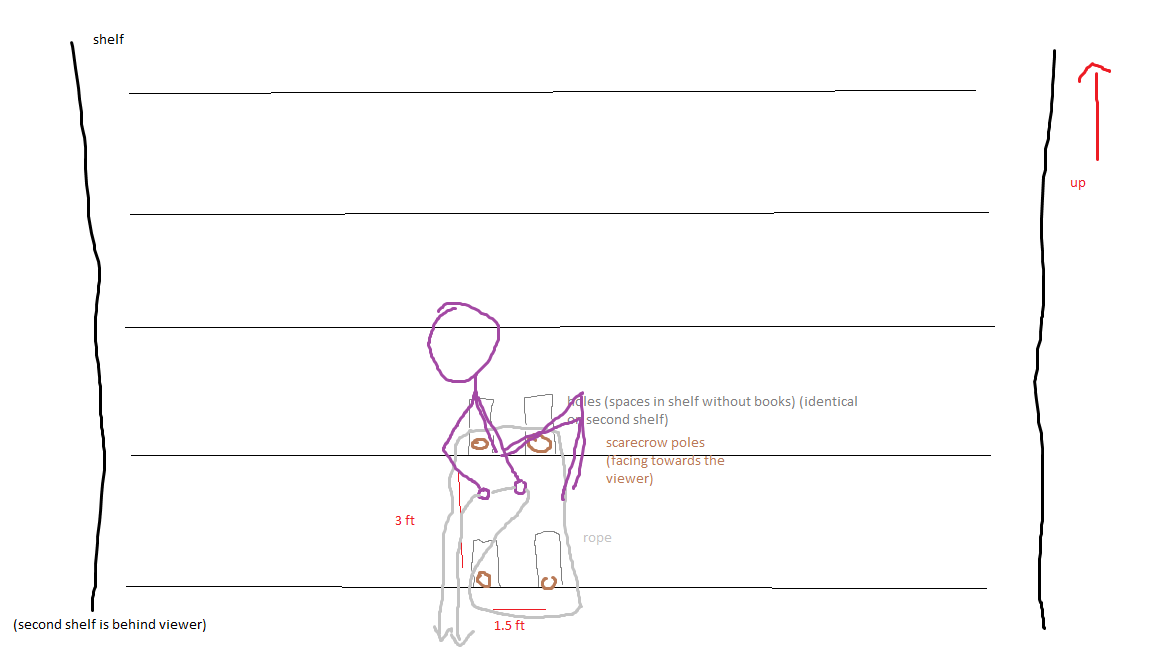 shelf
up
holes (spaces in shelf without books) (identical
on second shelf)
scarecrow poles
(facing towards the
viewer)
3 ft
rope
(second shelf is behind viewer)
1.5 ft